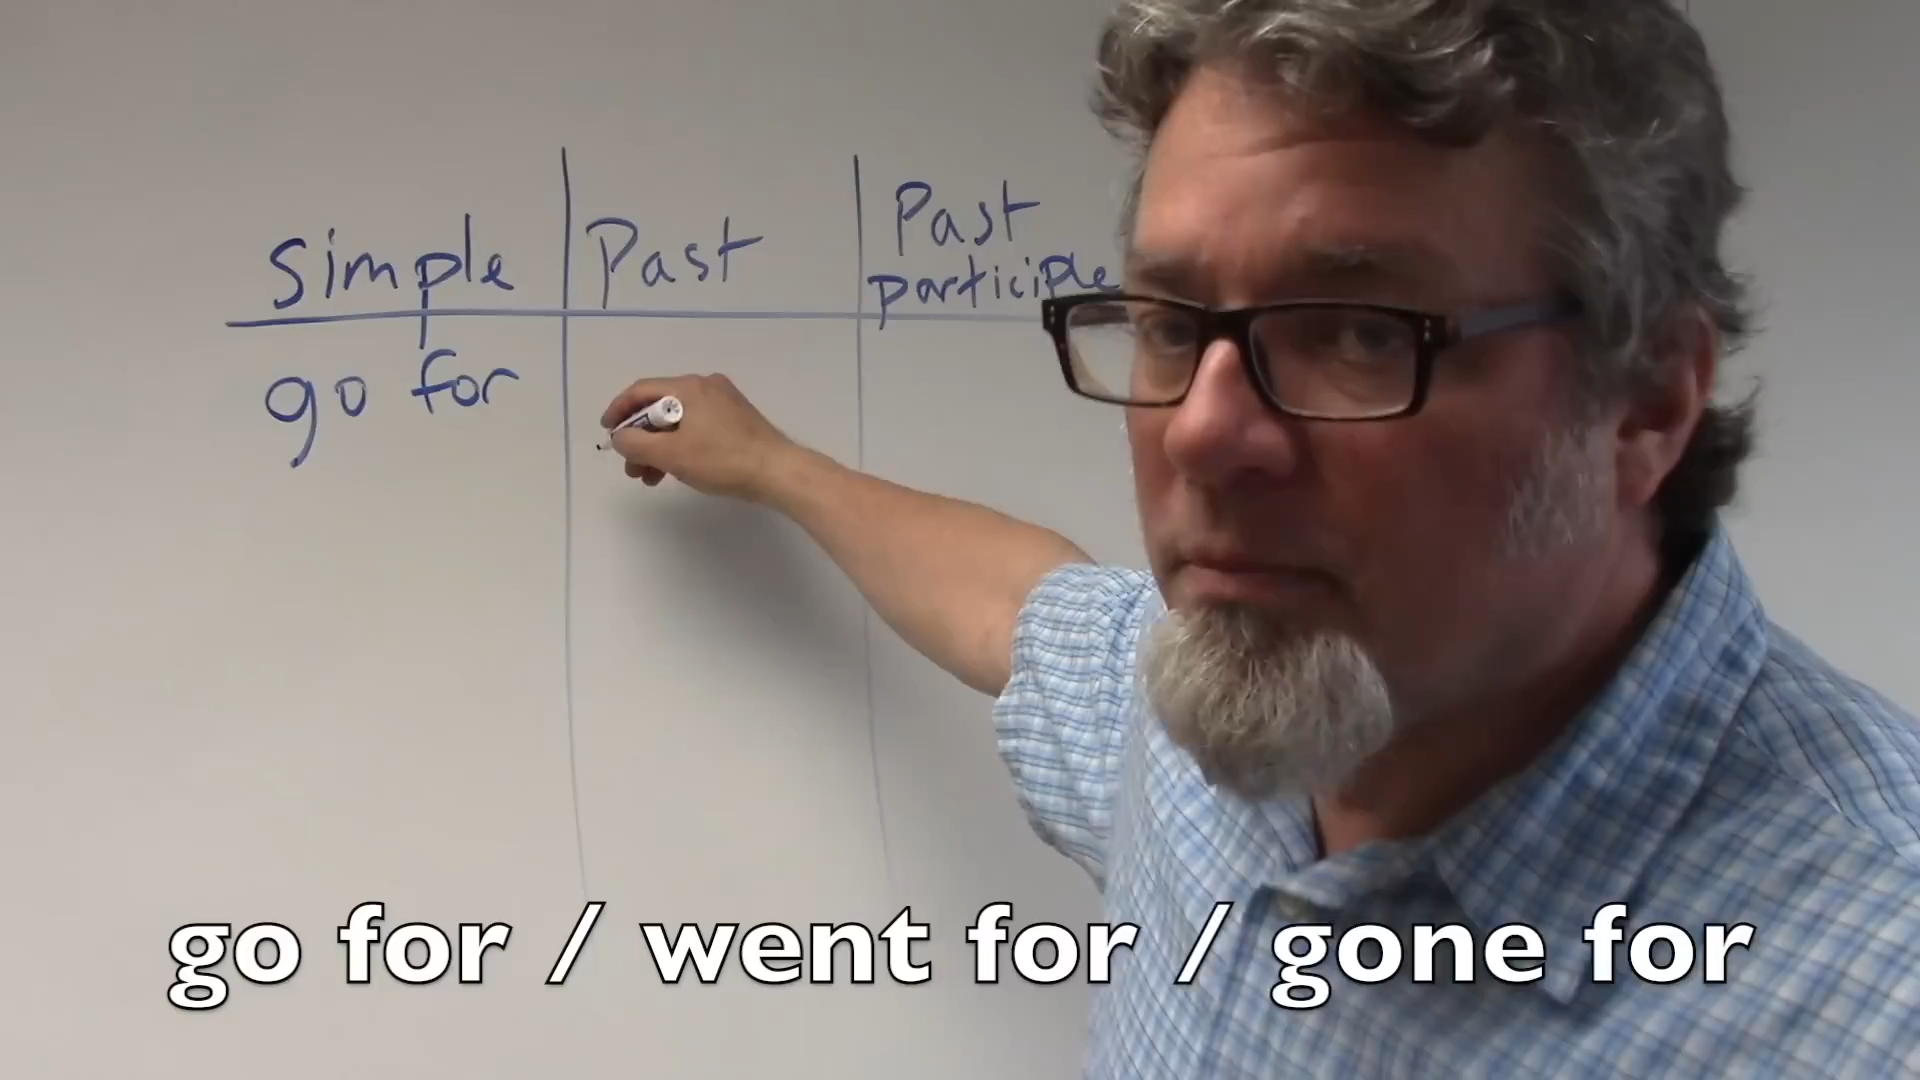 simple | Past | Past
participle
go for
go for / went for / gone for